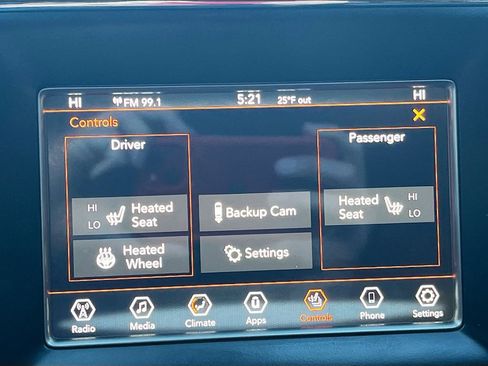 HI FM 99.1 5:21 25°F out HI
Controls
Driver
Passenger
HI
LO
Heated
Seat
Backup Cam
Heated
Seat
HI
LO
Heated
Wheel
Settings
Radio Media Climate Apps Controls Phone Settings